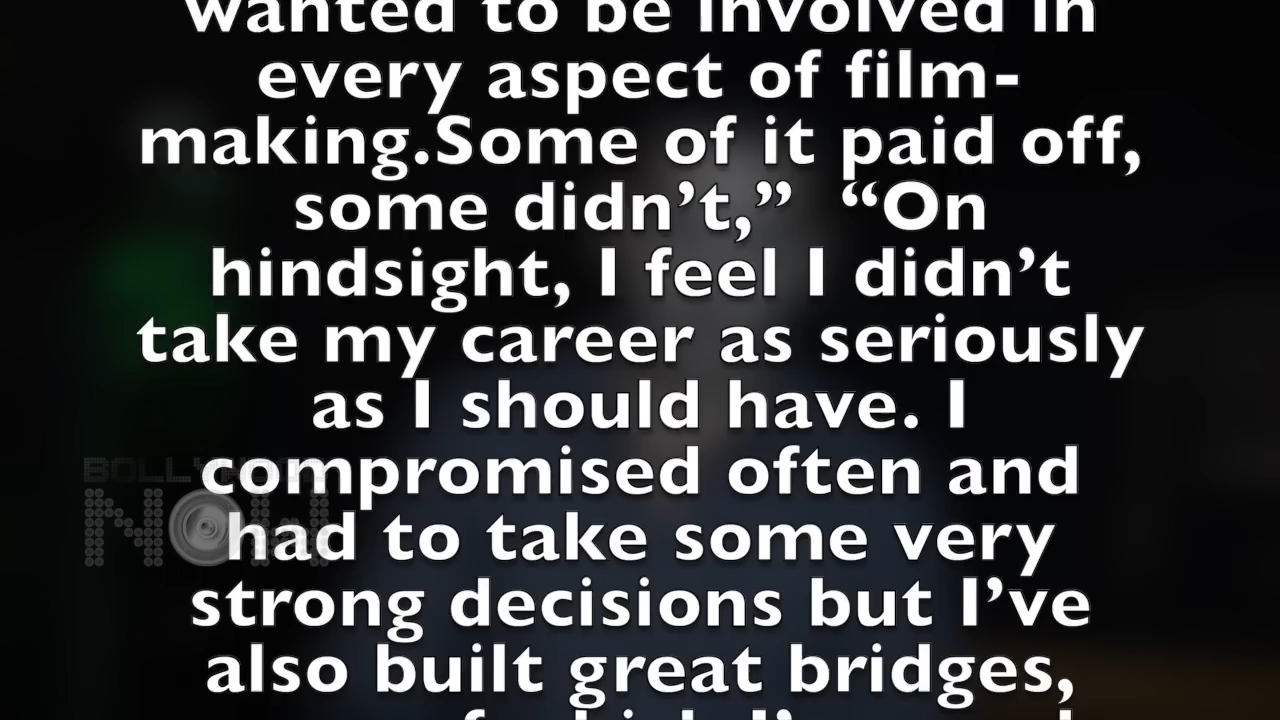 wanted to be involved in
every aspect of film-
making.Some of it paid off,
some didn’t,”  “On
hindsight, I feel I didn’t
take my career as seriously
as I should have. I
compromised often and
had to take some very
strong decisions but I’ve
also built great bridges,
BOLLYWOOD
NOW